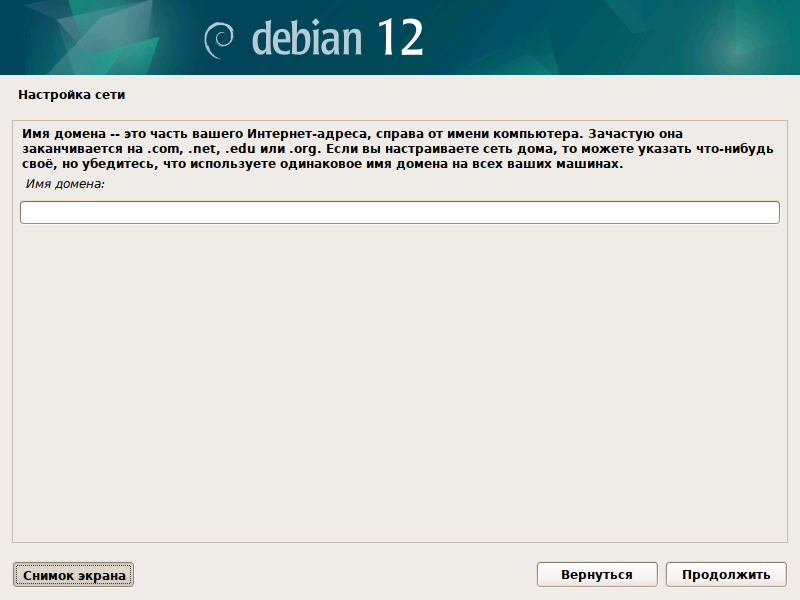 debian 12
Настройка сети
Имя домена -- это часть вашего Интернет-адреса, справа от имени компьютера. Зачастую она
заканчивается на .com, .net, .edu или .org. Если вы настраиваете сеть дома, то можете указать что-нибудь
своё, но убедитесь, что используете одинаковое имя домена на всех ваших машинах.
Имя домена:
Снимок экрана
Вернуться
Продолжить